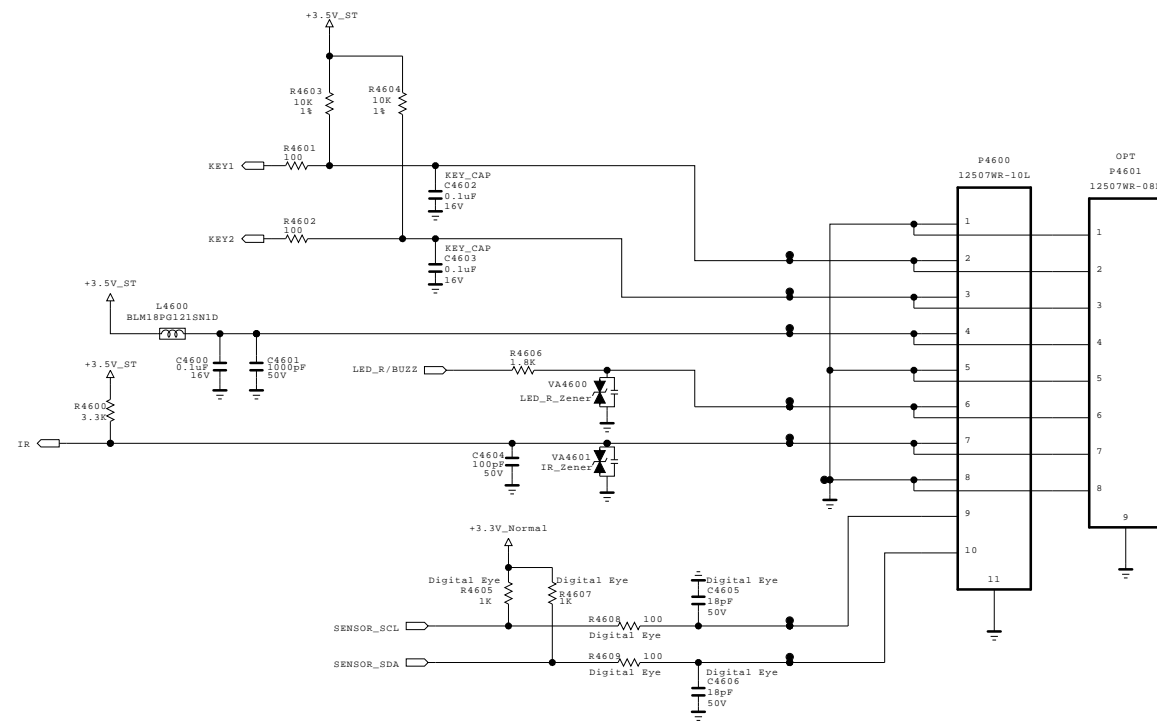 +3.5V_ST
R4603
10K
1%
R4604
10K
1%
R4601
100
KEY1
KEY_CAP
C4602
0.1uF
16V
R4602
100
KEY2
KEY_CAP
C4603
0.1uF
16V
+3.5V_ST
L4600
BLM18PG121SN1D
C4600
0.1uF
16V
C4601
1000pF
50V
+3.5V_ST
R4600
3.3K
IR
LED_R/BUZZ
R4606
1.8K
VA4600
LED_R_Zener
C4604
100pF
50V
VA4601
IR_Zener
P4600
12507WR-10L
1
2
3
4
5
6
7
8
9
10
11
OPT
P4601
12507WR-08L
1
2
3
4
5
6
7
8
9
+3.3V_Normal
Digital Eye
R4605
1K
Digital Eye
R4607
1K
Digital Eye
C4605
18pF
50V
SENSOR_SCL
R4608 100
Digital Eye
SENSOR_SDA
R4609 100
Digital Eye
Digital Eye
C4606
18pF
50V